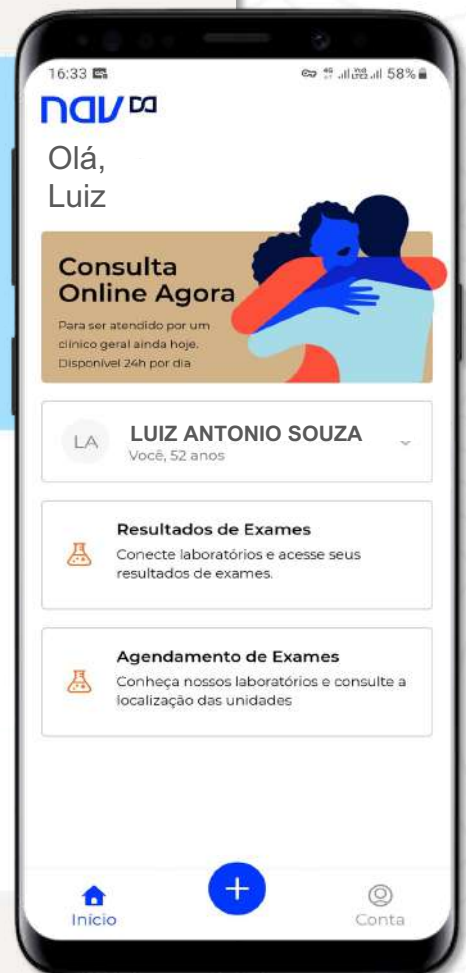 16:33
58%
nav
Olá,
Luiz
Consulta
Online Agora
Para ser atendido por um
clínico geral ainda hoje.
Disponível 24h por dia
LA
LUIZ ANTONIO SOUZA
Você, 52 anos
Resultados de Exames
Conecte laboratórios e acesse seus
resultados de exames.
Agendamento de Exames
Conheça nossos laboratórios e consulte a
localização das unidades
Início
Conta